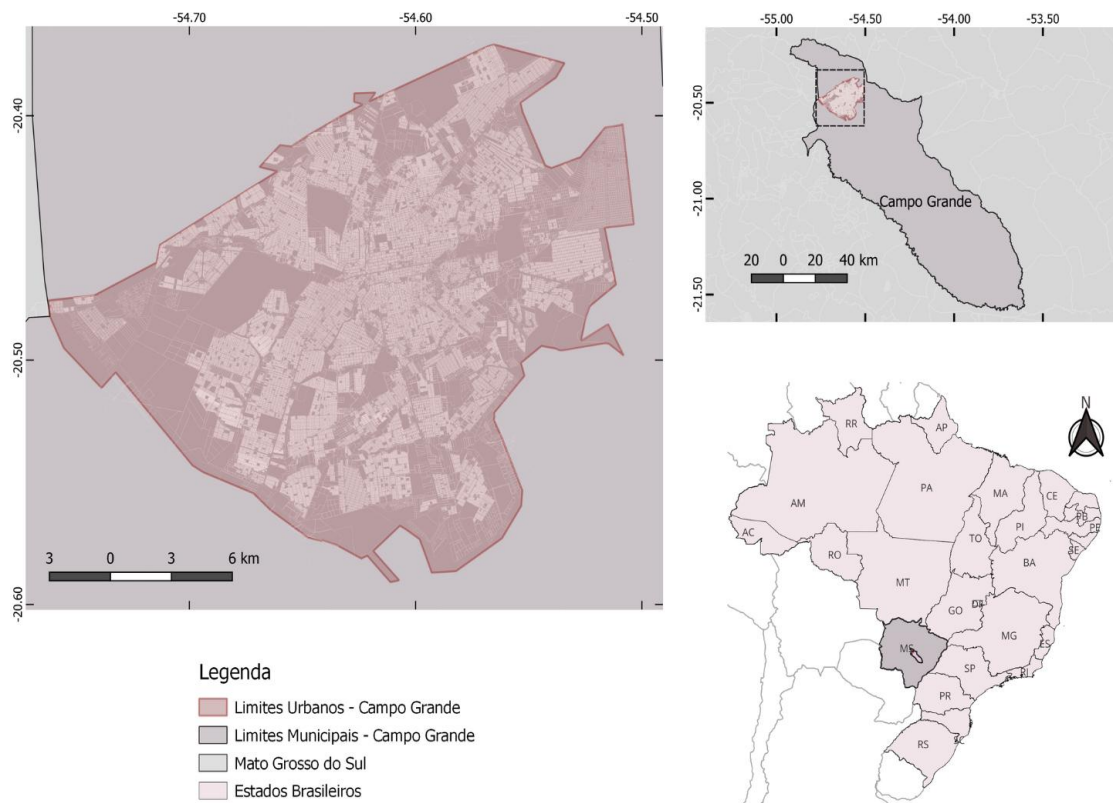 -54.70
-54.60
-54.50
-20.40
-20.50
-20.60
3 0 3 6 km
-55.00
-54.50
-54.00
-53.50
-20.50
-21.00
-21.50
Campo Grande
20 0 20 40 km
N
RR
AP
AM
PA
MA
CE
PB
PE
AC
PI
TO
SE
RO
BA
MT
GO
DF
MG
MS
ES
SP
RJ
PR
SC
RS
Legenda
Limites Urbanos - Campo Grande
Limites Municipais - Campo Grande
Mato Grosso do Sul
Estados Brasileiros